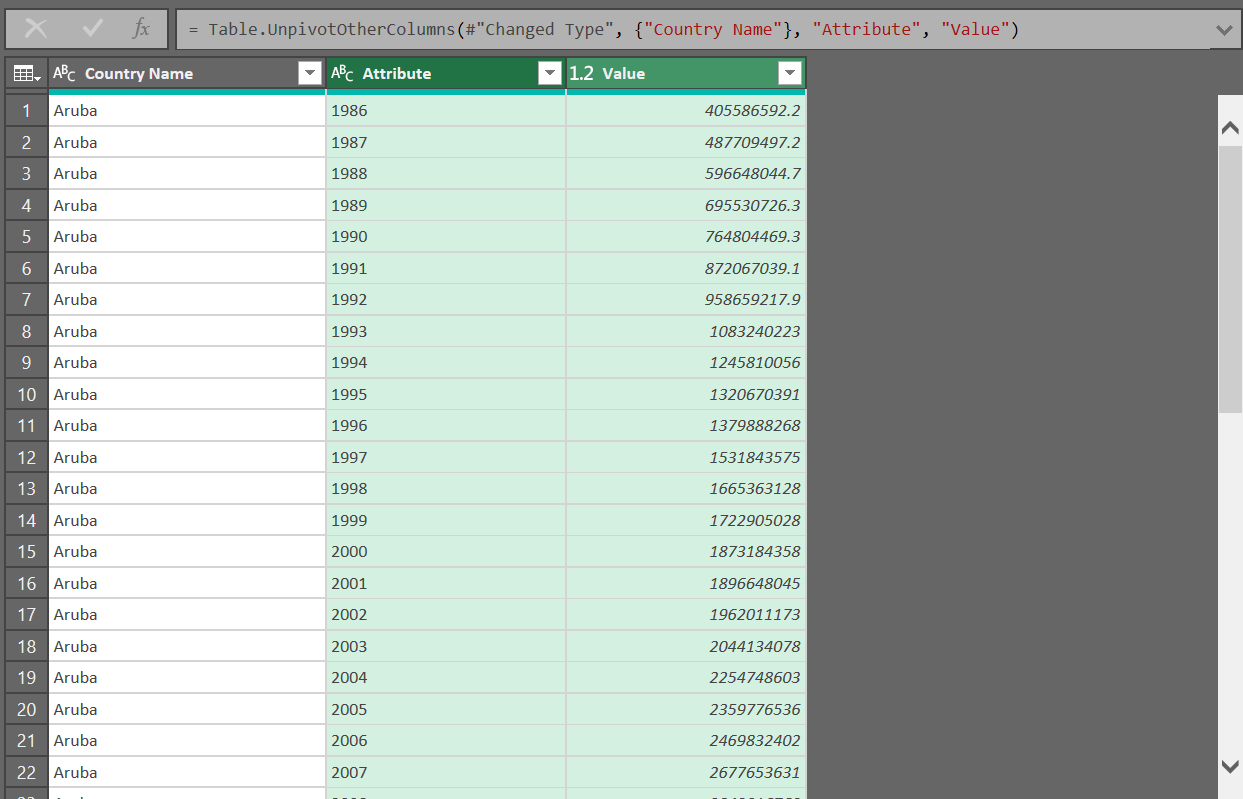 fx = Table.UnpivotOtherColumns(#"Changed Type", {"Country Name"}, "Attribute", "Value")
ABC Country Name ABC Attribute 1.2 Value
1 Aruba 1986 405586592.2
2 Aruba 1987 487709497.2
3 Aruba 1988 596648044.7
4 Aruba 1989 695530726.3
5 Aruba 1990 764804469.3
6 Aruba 1991 872067039.1
7 Aruba 1992 958659217.9
8 Aruba 1993 1083240223
9 Aruba 1994 1245810056
10 Aruba 1995 1320670391
11 Aruba 1996 1379888268
12 Aruba 1997 1531843575
13 Aruba 1998 1665363128
14 Aruba 1999 1722905028
15 Aruba 2000 1873184358
16 Aruba 2001 1896648045
17 Aruba 2002 1962011173
18 Aruba 2003 2044134078
19 Aruba 2004 2254748603
20 Aruba 2005 2359776536
21 Aruba 2006 2469832402
22 Aruba 2007 2677653631